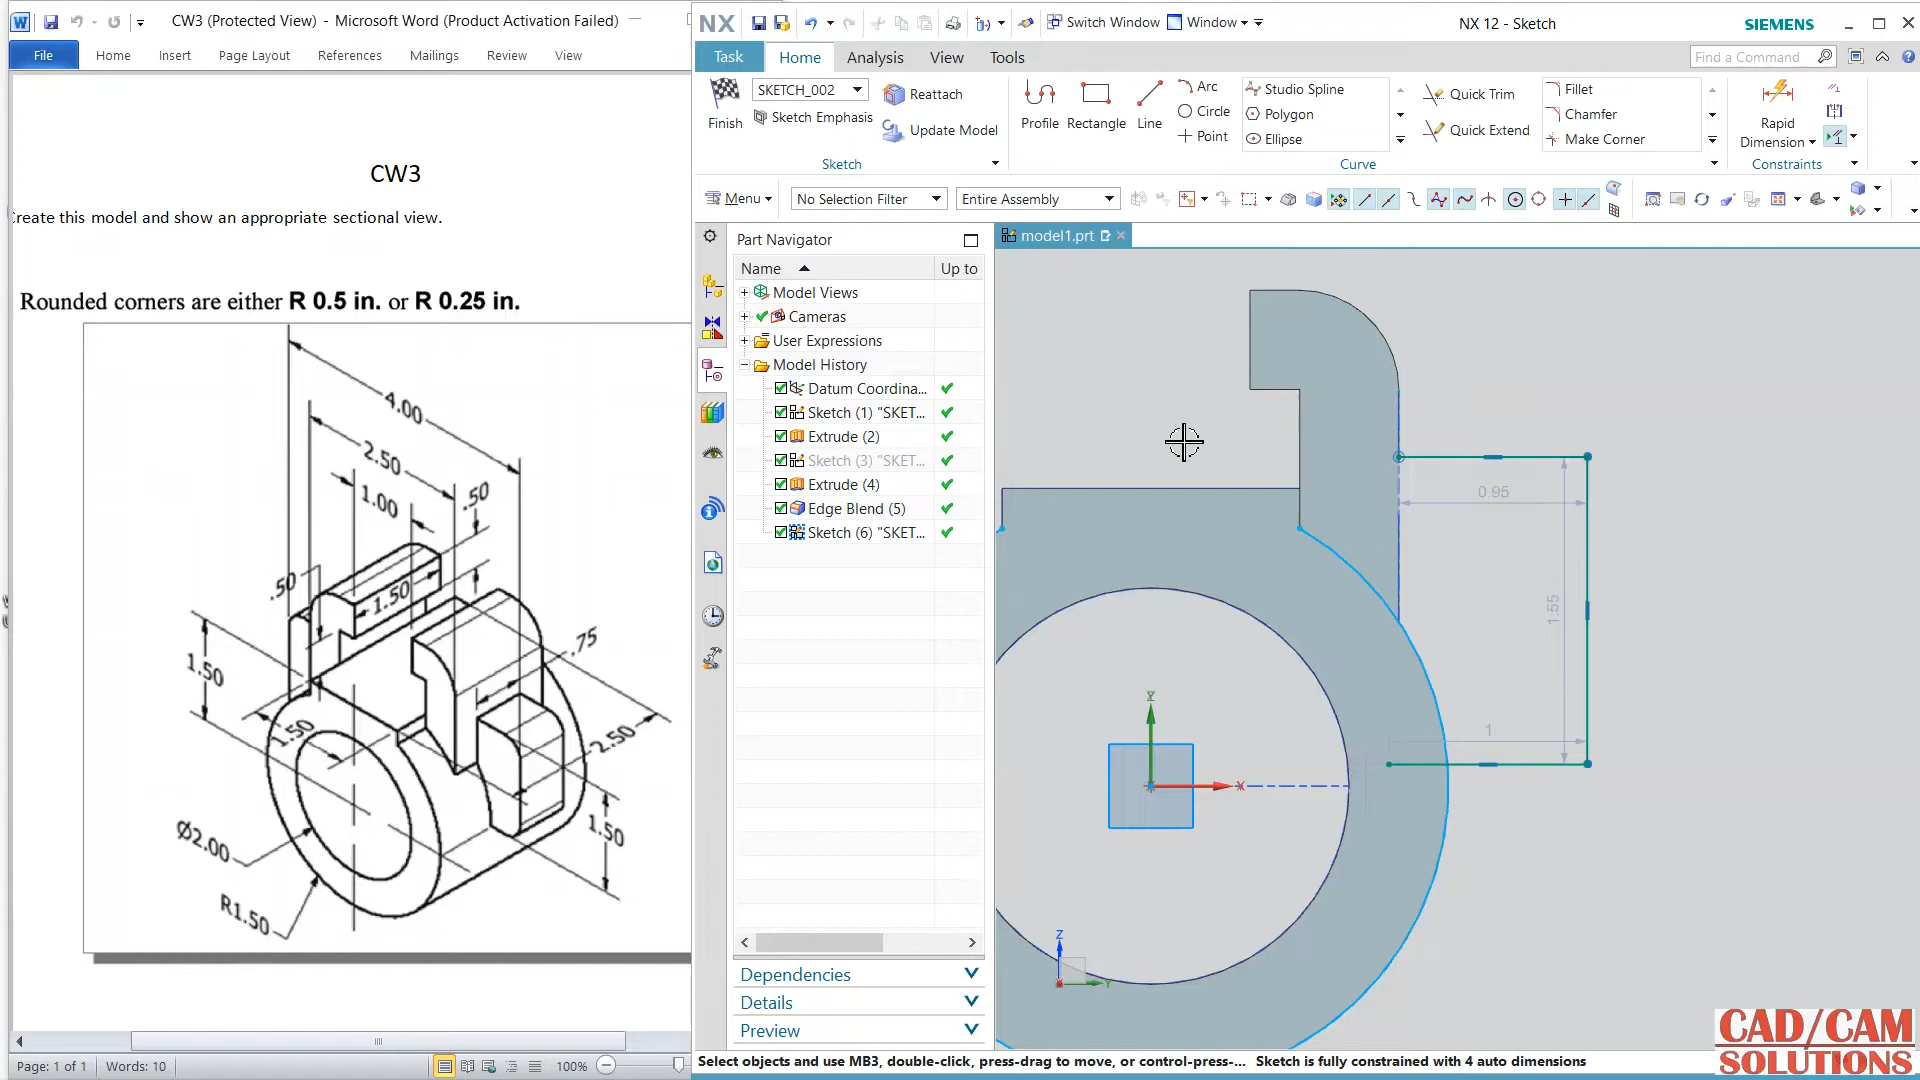 CW3 (Protected View) - Microsoft Word (Product Activation Failed)
File Home Insert Page Layout References Mailings Review View
CW3
Create this model and show an appropriate sectional view.
Rounded corners are either R 0.5 in. or R 0.25 in.
4.00
2.50
1.00
.50
.50
1.50
.75
1.50
1.50
2.50
Ø2.00
1.50
R1.50
Page: 1 of 1 Words: 10 100%
NX Switch Window Window NX 12 - Sketch SIEMENS
Task Home Analysis View Tools Find a Command
Finish
SKETCH_002
Sketch Emphasis
Reattach
Update Model
Sketch
Profile
Rectangle
Line
Arc
Circle
Point
Studio Spline
Polygon
Ellipse
Quick Trim
Quick Extend
Fillet
Chamfer
Make Corner
Curve
Rapid
Dimension
Constraints
Menu No Selection Filter Entire Assembly
Part Navigator
model1.prt
Name Up to
Model Views
Cameras
User Expressions
Model History
Datum Coordina...
Sketch (1) "SKET...
Extrude (2)
Sketch (3) "SKET...
Extrude (4)
Edge Blend (5)
Sketch (6) "SKET...
Dependencies
Details
Preview
0.95
1.55
1
Y
X
Z
Y
Select objects and use MB3, double-click, press-drag to move, or control-press-... Sketch is fully constrained with 4 auto dimensions
CAD/CAM
SOLUTIONS